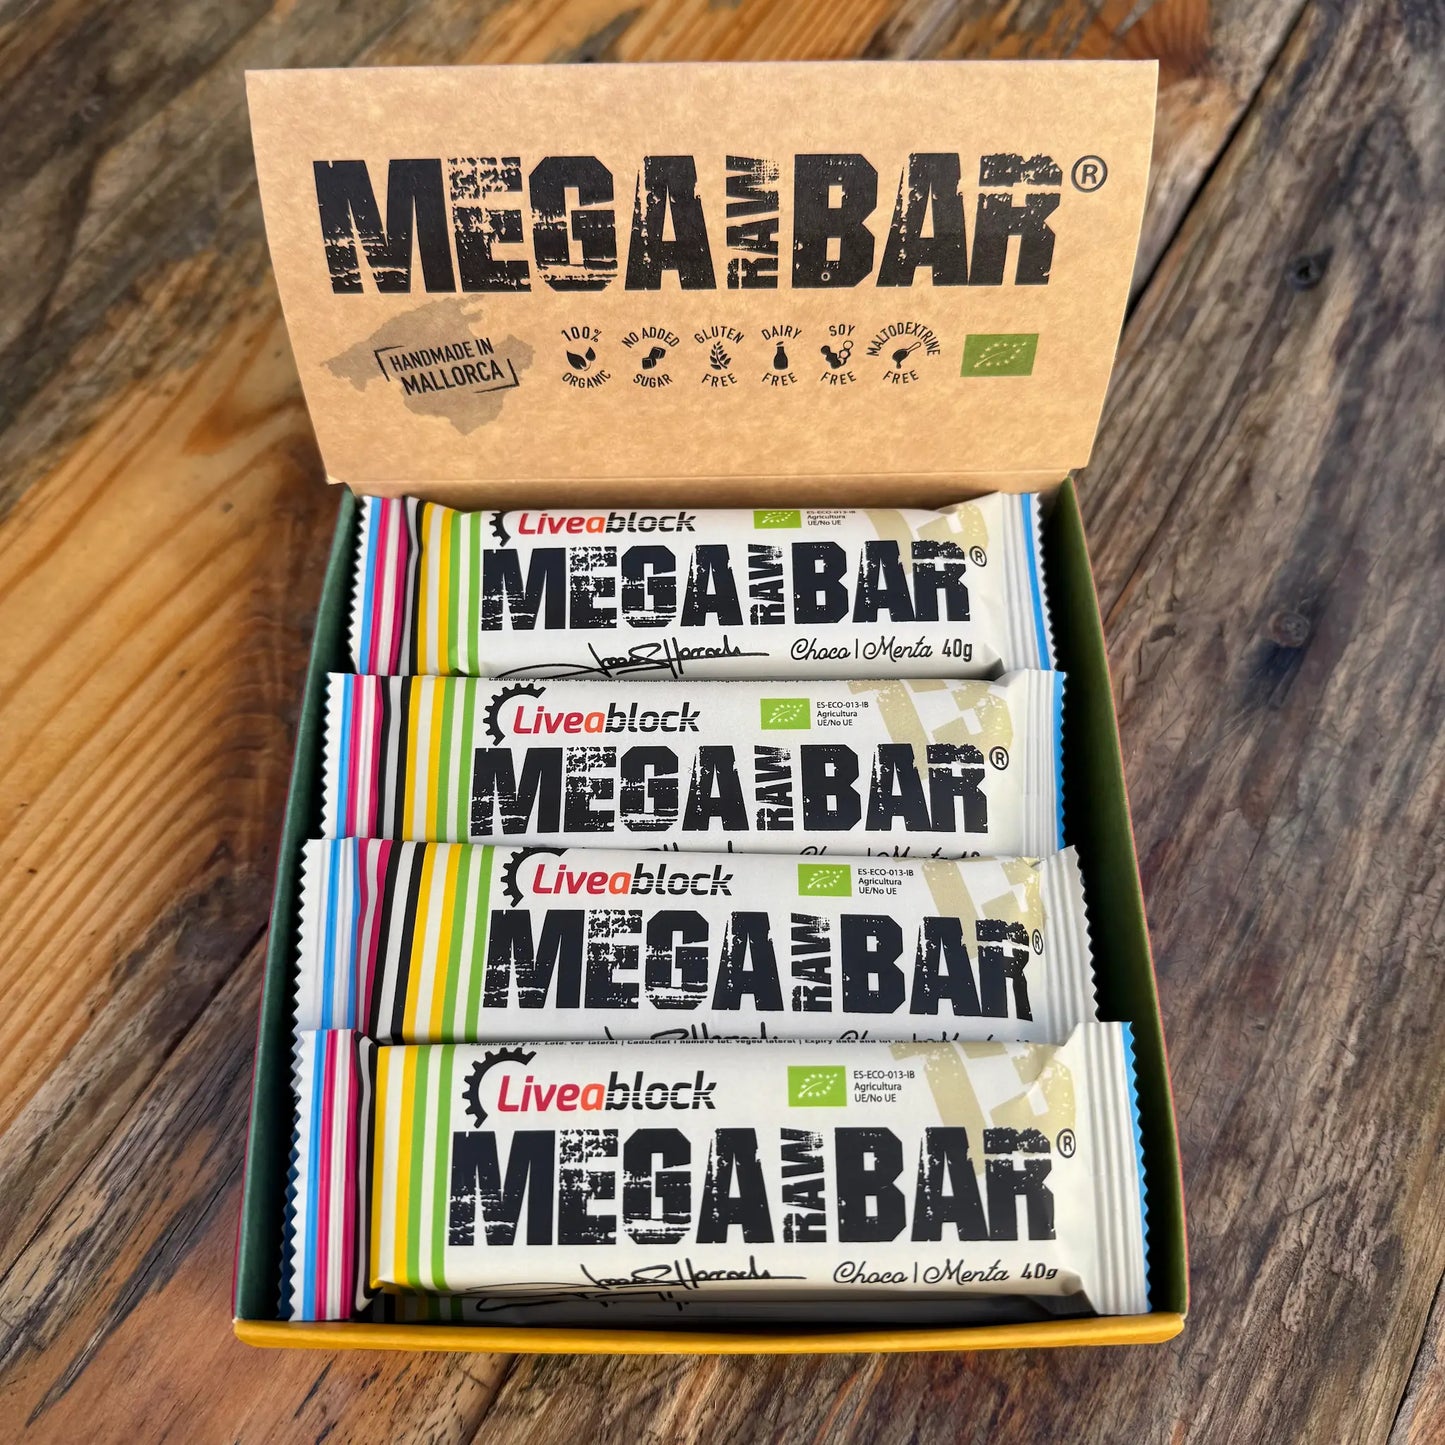 MEGA RAW BAR®
HANDMADE IN
MALLORCA
100%
ORGANIC
NO ADDED
SUGAR
GLUTEN
FREE
DAIRY
FREE
SOY
FREE
MALTODEXTRINE
FREE
Liveablock
ES-ECO-013-IB
Agricultura
UE/No UE
MEGA RAW BAR®
Choco | Menta 40g
Liveablock
ES-ECO-013-IB
Agricultura
UE/No UE
MEGA RAW BAR®
Choco | Menta
Liveablock
ES-ECO-013-IB
Agricultura
UE/No UE
MEGA RAW BAR®
Liveablock
ES-ECO-013-IB
Agricultura
UE/No UE
MEGA RAW BAR®
Choco | Menta 40g